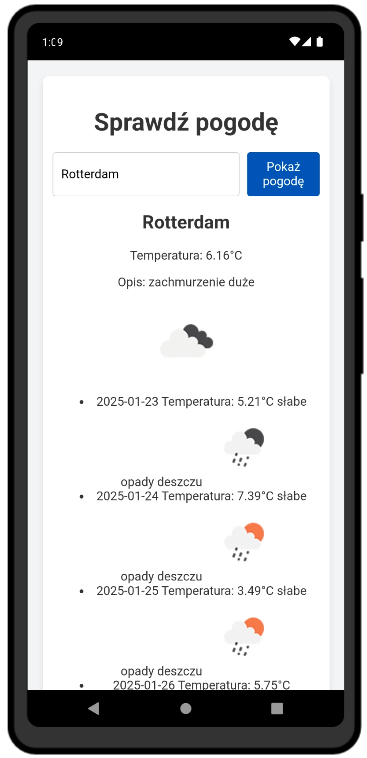 1:09
Sprawdź pogodę
Rotterdam
Pokaż
pogodę
Rotterdam
Temperatura: 6.16°C
Opis: zachmurzenie duże
• 2025-01-23 Temperatura: 5.21°C słabe
opady deszczu
• 2025-01-24 Temperatura: 7.39°C słabe
opady deszczu
• 2025-01-25 Temperatura: 3.49°C słabe
opady deszczu
• 2025-01-26 Temperatura: 5.75°C